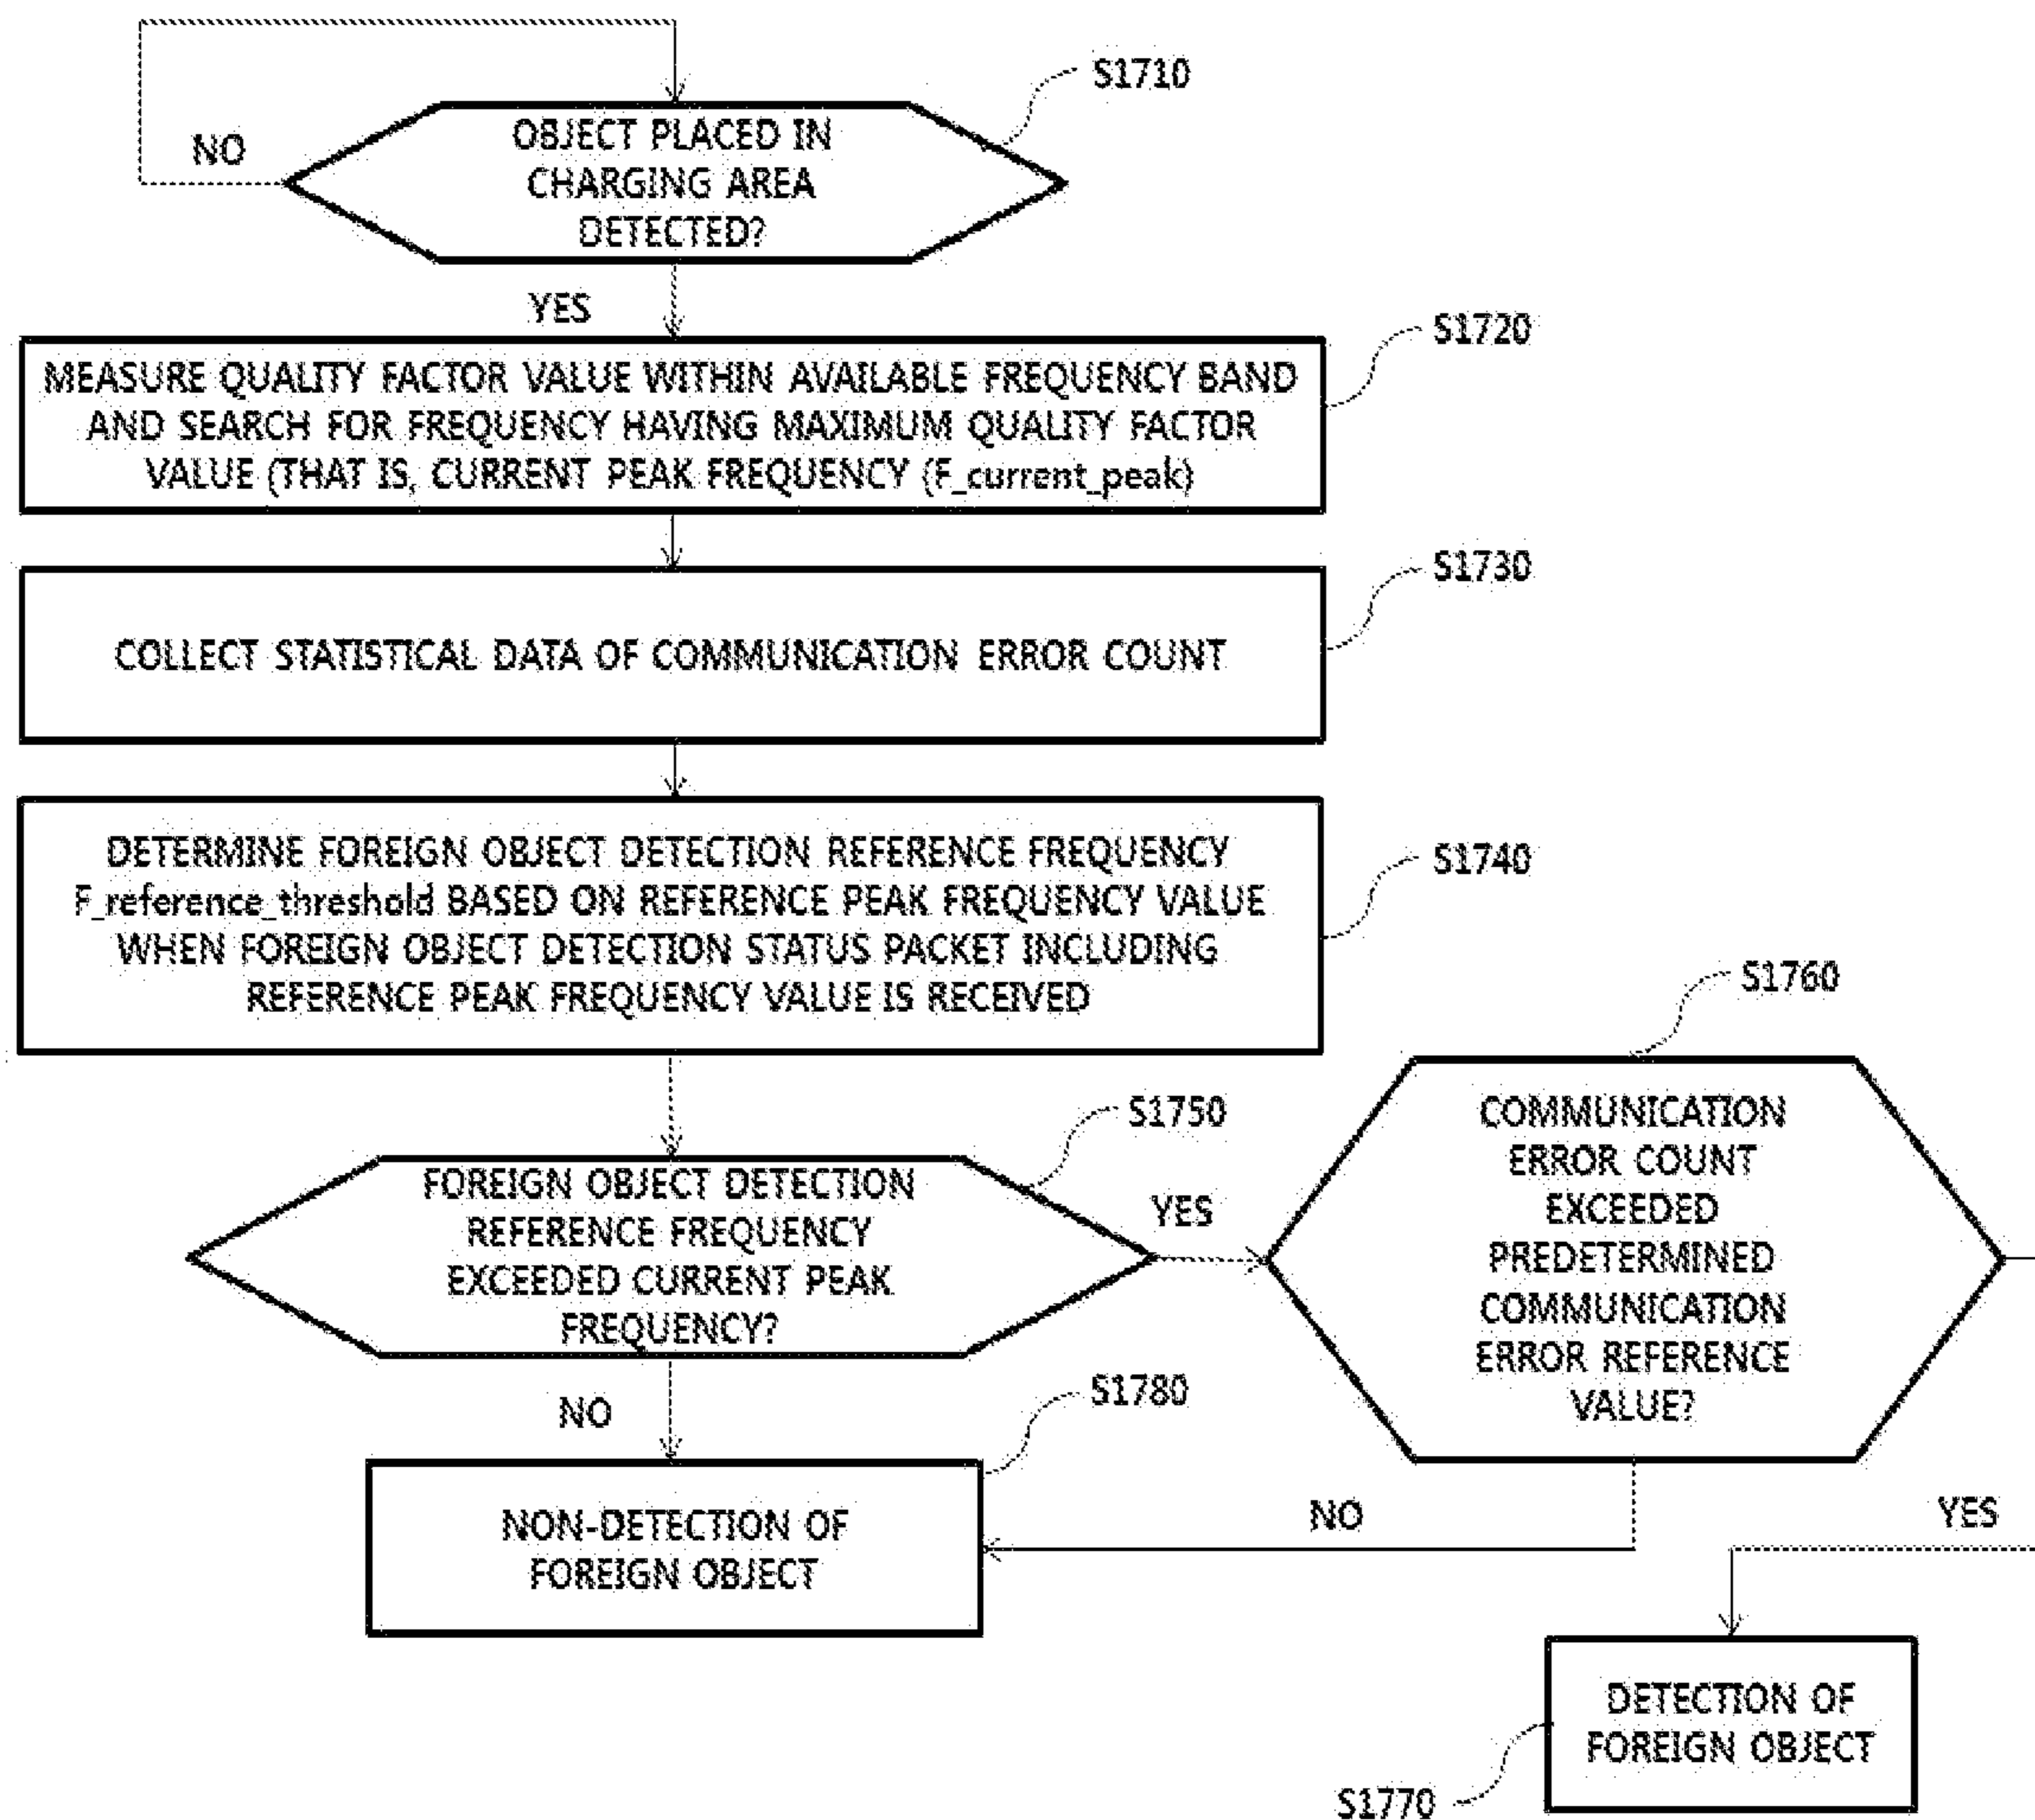 S1710
OBJECT PLACED IN
CHARGING AREA
DETECTED?
NO
YES
S1720
MEASURE QUALITY FACTOR VALUE WITHIN AVAILABLE FREQUENCY BAND
AND SEARCH FOR FREQUENCY HAVING MAXIMUM QUALITY FACTOR
VALUE (THAT IS, CURRENT PEAK FREQUENCY (F_current_peak)
S1730
COLLECT STATISTICAL DATA OF COMMUNICATION ERROR COUNT
S1740
DETERMINE FOREIGN OBJECT DETECTION REFERENCE FREQUENCY
F_reference_threshold BASED ON REFERENCE PEAK FREQUENCY VALUE
WHEN FOREIGN OBJECT DETECTION STATUS PACKET INCLUDING
REFERENCE PEAK FREQUENCY VALUE IS RECEIVED
S1750
FOREIGN OBJECT DETECTION
REFERENCE FREQUENCY
EXCEEDED CURRENT PEAK
FREQUENCY?
YES
NO
S1760
COMMUNICATION
ERROR COUNT
EXCEEDED
PREDETERMINED
COMMUNICATION
ERROR REFERENCE
VALUE?
NO
YES
S1780
NON-DETECTION OF
FOREIGN OBJECT
DETECTION OF
FOREIGN OBJECT
S1770